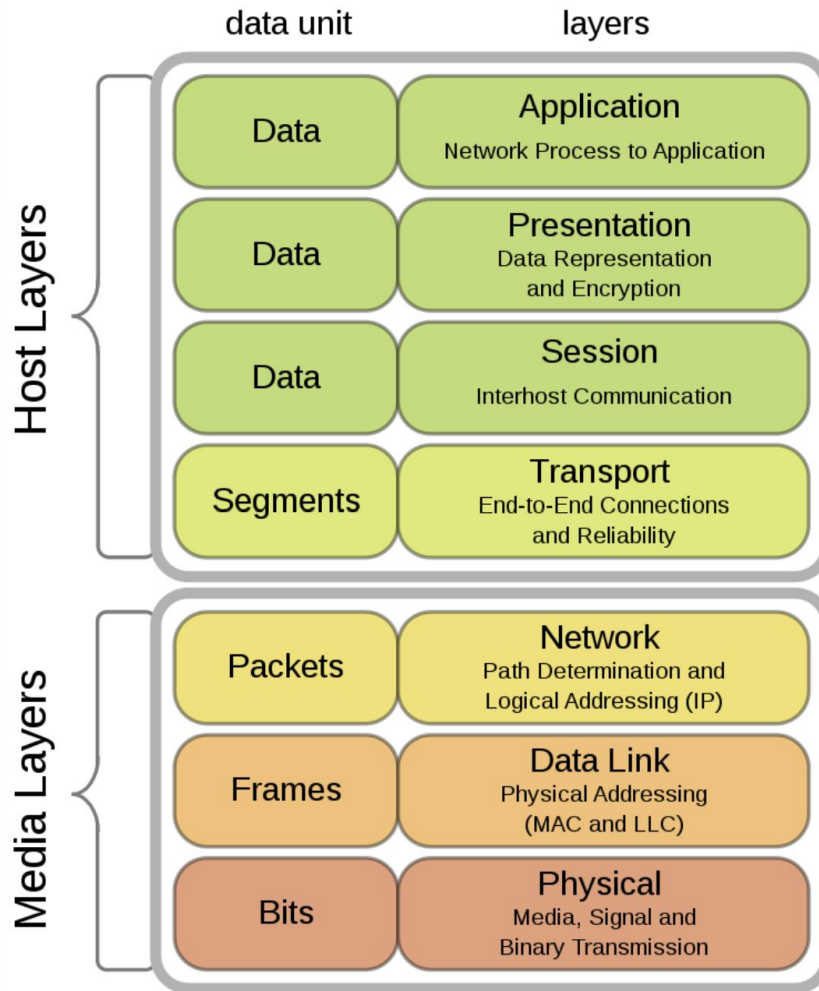 data unit
layers
Host Layers
Data
Application
Network Process to Application
Data
Presentation
Data Representation
and Encryption
Data
Session
Interhost Communication
Segments
Transport
End-to-End Connections
and Reliability
Media Layers
Packets
Network
Path Determination and
Logical Addressing (IP)
Frames
Data Link
Physical Addressing
(MAC and LLC)
Bits
Physical
Media, Signal and
Binary Transmission